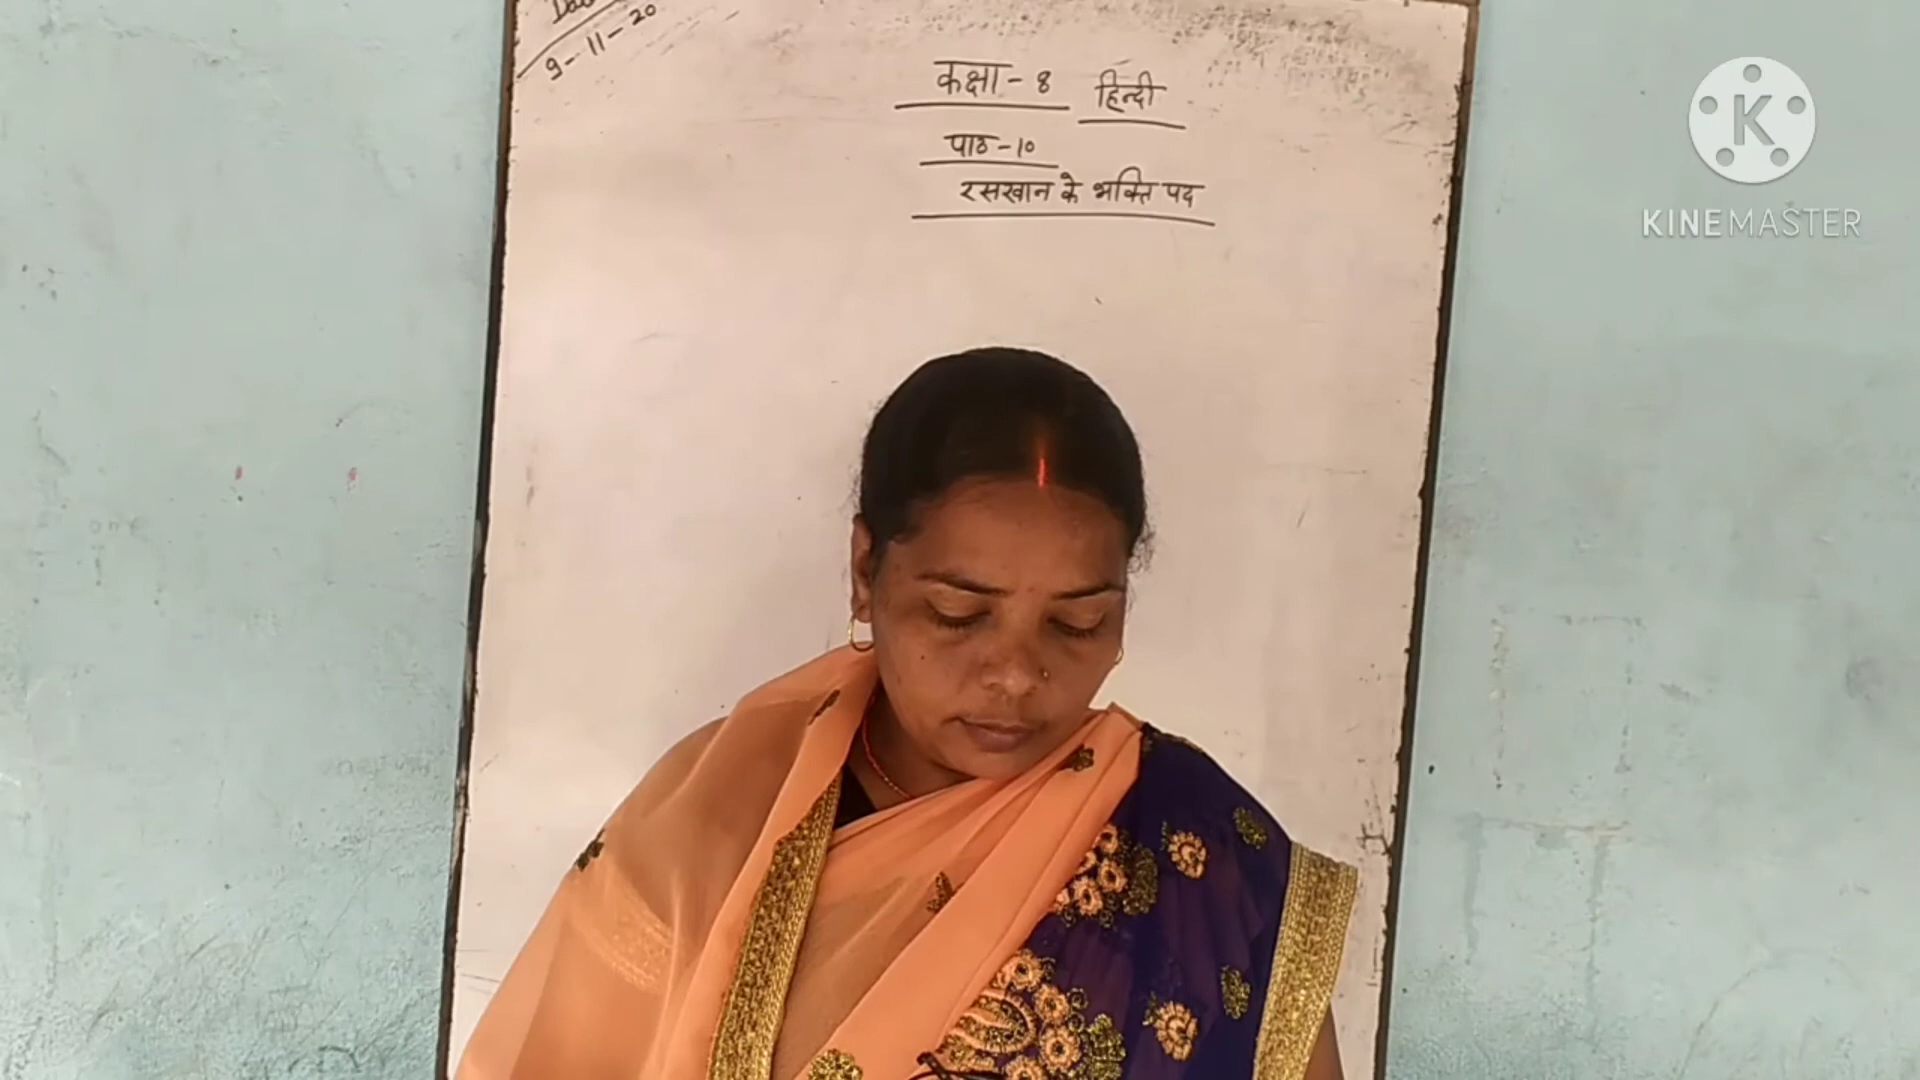 9-11-20
कक्षा - 8 हिन्दी
पाठ -10
रसखान के भक्ति पद
KINEMASTER